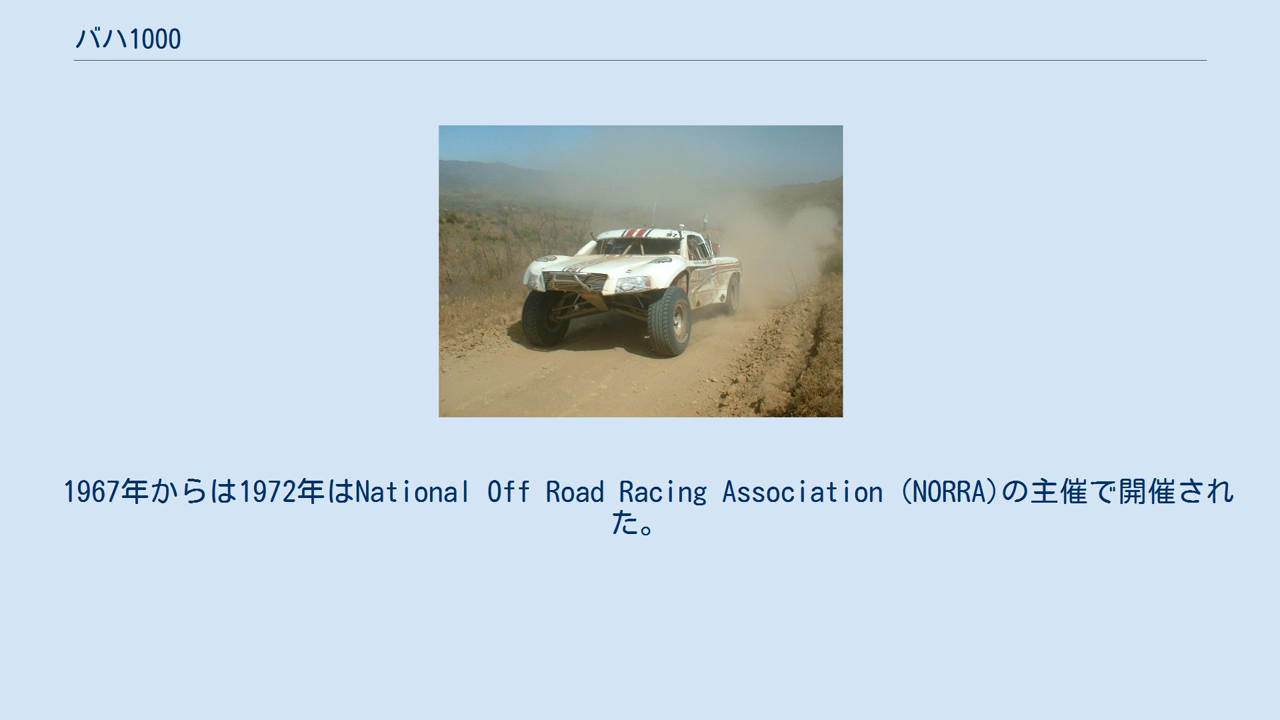 バハ1000
1967年からは1972年はNational Off Road Racing Association (NORRA)の主催で開催され
た。